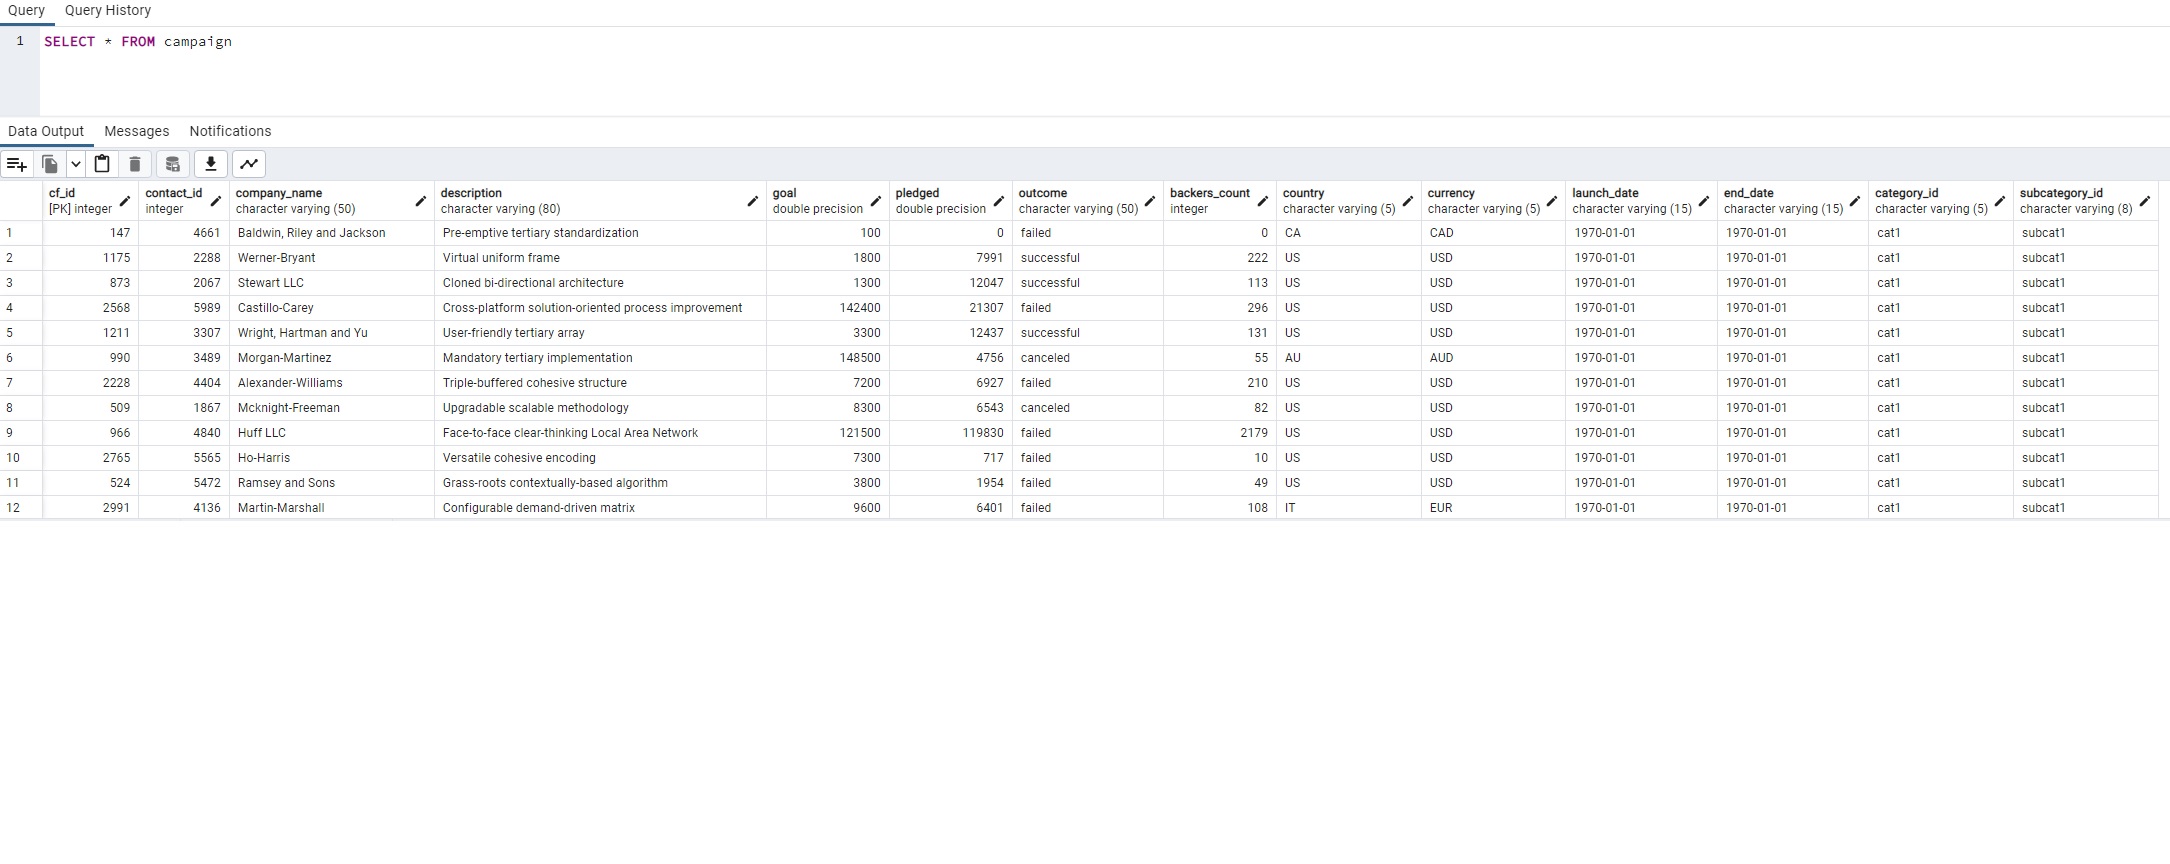 Query Query History
1 SELECT * FROM campaign
Data Output Messages Notifications
cf_id contact_id company_name description goal pledged outcome backers_count country currency launch_date end_date category_id subcategory_id
[PK] integer integer character varying (50) character varying (80) double precision double precision character varying (50) integer character varying (5) character varying (5) character varying (15) character varying (15) character varying (5) character varying (8)
1 147 4661 Baldwin, Riley and Jackson Pre-emptive tertiary standardization 100 0 failed 0 CA CAD 1970-01-01 1970-01-01 cat1 subcat1
2 1175 2288 Werner-Bryant Virtual uniform frame 1800 7991 successful 222 US USD 1970-01-01 1970-01-01 cat1 subcat1
3 873 2067 Stewart LLC Cloned bi-directional architecture 1300 12047 successful 113 US USD 1970-01-01 1970-01-01 cat1 subcat1
4 2568 5989 Castillo-Carey Cross-platform solution-oriented process improvement 142400 21307 failed 296 US USD 1970-01-01 1970-01-01 cat1 subcat1
5 1211 3307 Wright, Hartman and Yu User-friendly tertiary array 3300 12437 successful 131 US USD 1970-01-01 1970-01-01 cat1 subcat1
6 990 3489 Morgan-Martinez Mandatory tertiary implementation 148500 4756 canceled 55 AU AUD 1970-01-01 1970-01-01 cat1 subcat1
7 2228 4404 Alexander-Williams Triple-buffered cohesive structure 7200 6927 failed 210 US USD 1970-01-01 1970-01-01 cat1 subcat1
8 509 1867 Mcknight-Freeman Upgradable scalable methodology 8300 6543 canceled 82 US USD 1970-01-01 1970-01-01 cat1 subcat1
9 966 4840 Huff LLC Face-to-face clear-thinking Local Area Network 121500 119830 failed 2179 US USD 1970-01-01 1970-01-01 cat1 subcat1
10 2765 5565 Ho-Harris Versatile cohesive encoding 7300 717 failed 10 US USD 1970-01-01 1970-01-01 cat1 subcat1
11 524 5472 Ramsey and Sons Grass-roots contextually-based algorithm 3800 1954 failed 49 US USD 1970-01-01 1970-01-01 cat1 subcat1
12 2991 4136 Martin-Marshall Configurable demand-driven matrix 9600 6401 failed 108 IT EUR 1970-01-01 1970-01-01 cat1 subcat1